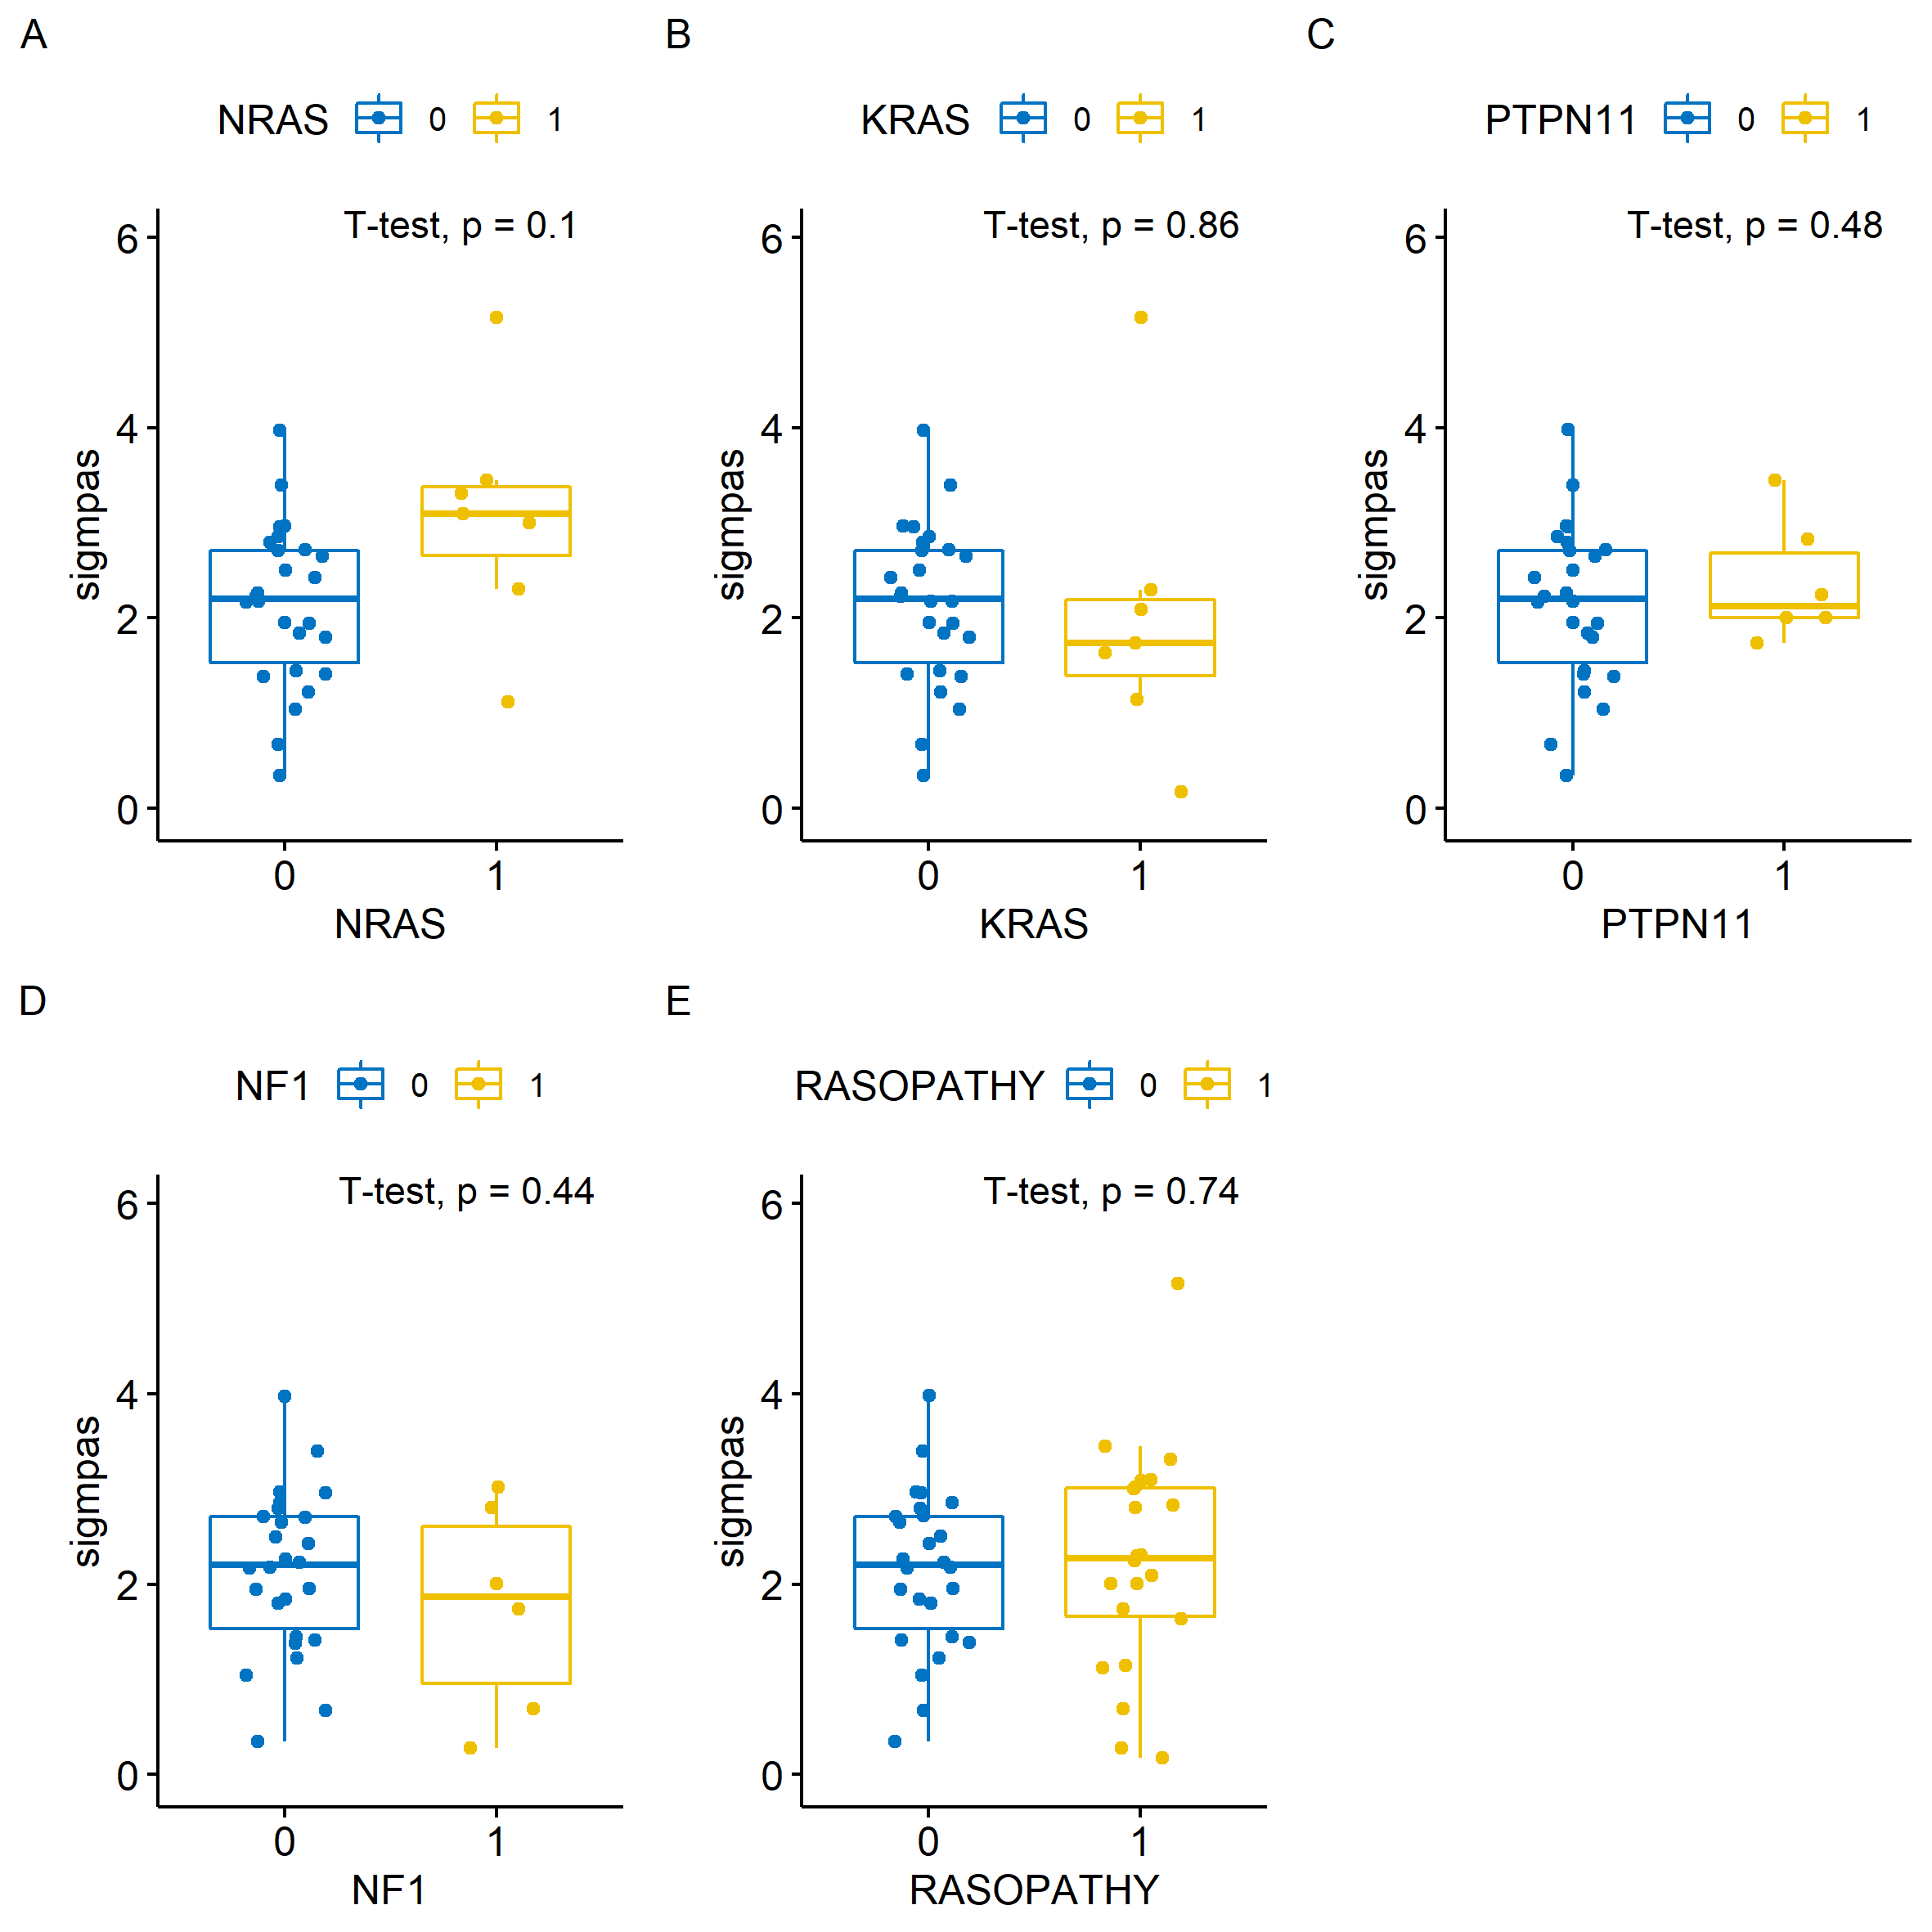 A
B
C
NRAS 0 1
KRAS 0 1
PTPN11 0 1
T-test, p = 0.1
T-test, p = 0.86
T-test, p = 0.48
6
4
2
0
sigmpas
0 1
NRAS
6
4
2
0
sigmpas
0 1
KRAS
6
4
2
0
sigmpas
0 1
PTPN11
D
E
NF1 0 1
RASOPATHY 0 1
T-test, p = 0.44
T-test, p = 0.74
6
4
2
0
sigmpas
0 1
NF1
6
4
2
0
sigmpas
0 1
RASOPATHY